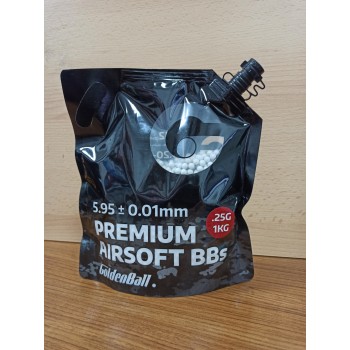 5.95 ± 0.01mm
PREMIUM
AIRSOFT BBs
GoldenBall
.25G
1KG